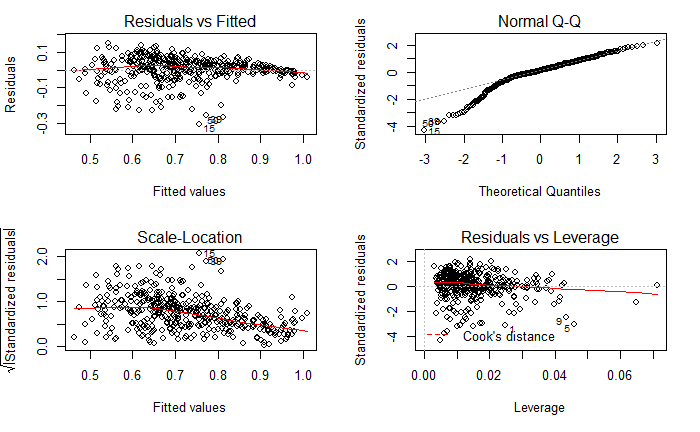 Residuals vs Fitted
Residuals
0.1
-0.1
-0.3
15
0.5 0.6 0.7 0.8 0.9 1.0
Fitted values
Normal Q-Q
Standardized residuals
2
0
-2
-4
15
-3 -2 -1 0 1 2 3
Theoretical Quantiles
Scale-Location
√|Standardized residuals|
2.0
1.0
0.0
15
0.5 0.6 0.7 0.8 0.9 1.0
Fitted values
Residuals vs Leverage
Standardized residuals
2
0
-2
-4
1
9
5
Cook's distance
0.00 0.02 0.04 0.06
Leverage